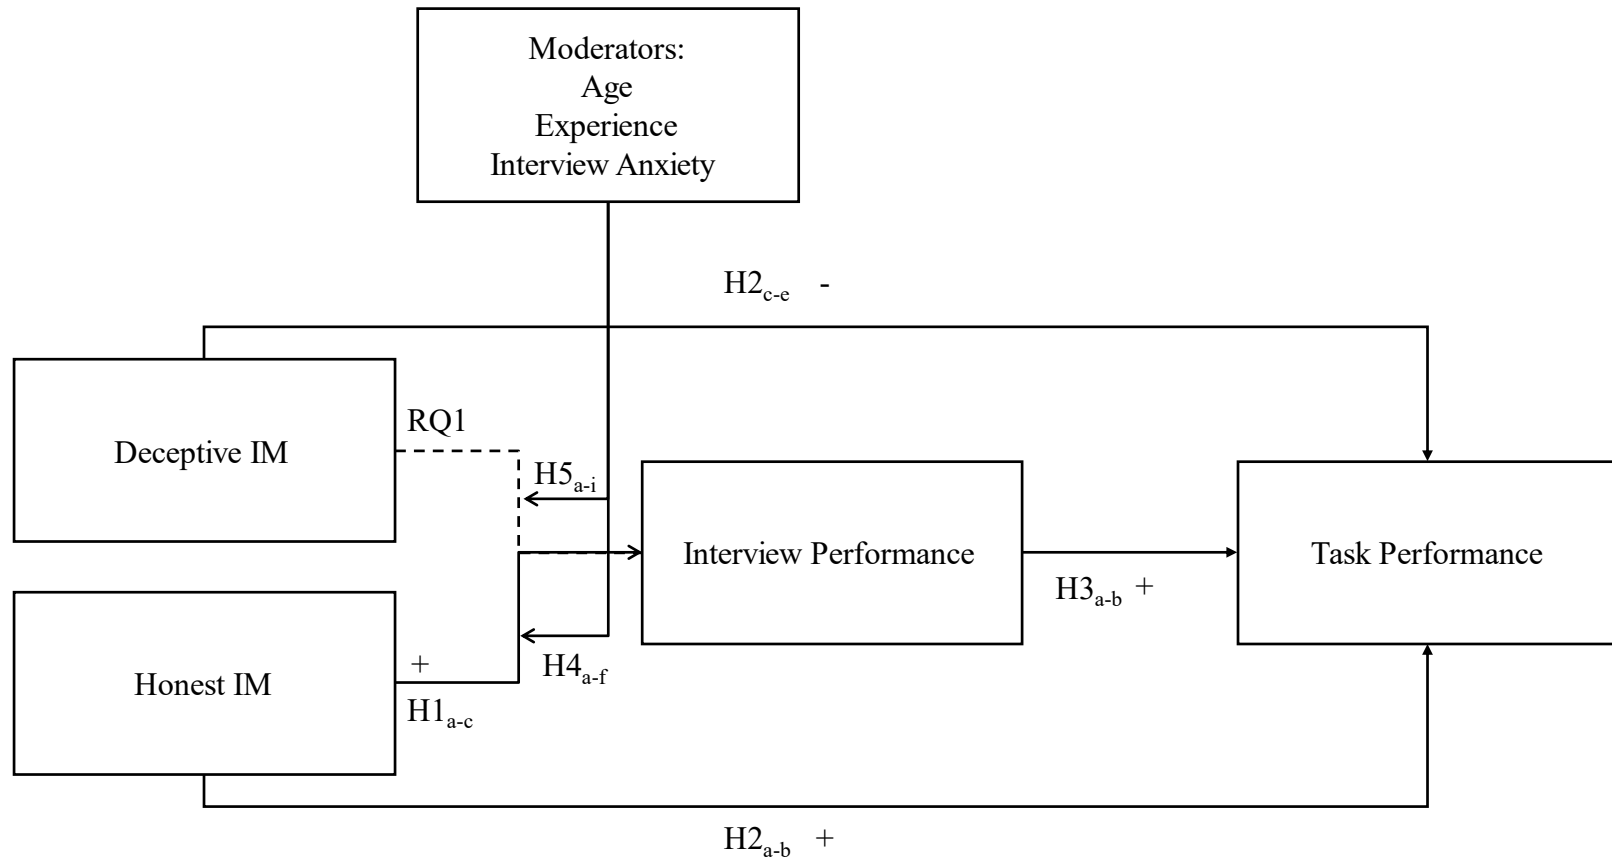 Moderators:
Age
Experience
Interview Anxiety
H2c-e -
RQ1
Deceptive IM
H5a-i
Interview Performance
Task Performance
H3a-b +
+
Honest IM
H4a-f
H1a-c
H2a-b +